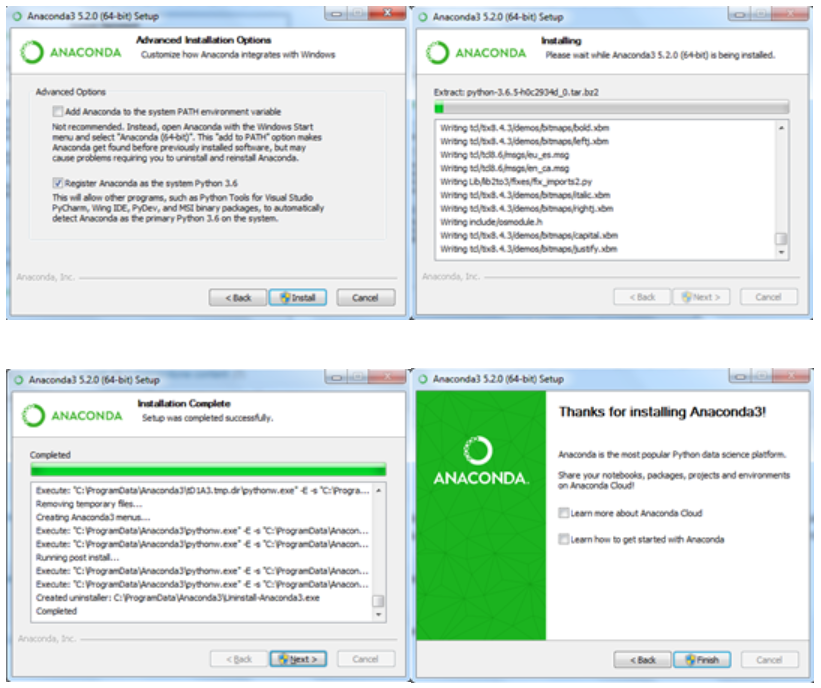 Anaconda3 5.2.0 (64-bit) Setup
ANACONDA
Advanced Installation Options
Customize how Anaconda integrates with Windows
Advanced Options
Add Anaconda to the system PATH environment variable
Not recommended. Instead, open Anaconda with the Windows Start
menu and select "Anaconda (64-bit)". This "add to PATH" option makes
Anaconda get found before previously installed software, but may
cause problems requiring you to uninstall and reinstall Anaconda.
Register Anaconda as the system Python 3.6
This will allow other programs, such as Python Tools for Visual Studio
PyCharm, Wing IDE, PyDev, and MSI binary packages, to automatically
detect Anaconda as the primary Python 3.6 on the system.
Anaconda, Inc.
< Back
Install
Cancel
Anaconda3 5.2.0 (64-bit) Setup
ANACONDA
Installing
Please wait while Anaconda3 5.2.0 (64-bit) is being installed.
Extract: python-3.6.5-h0c2934d_0.tar.bz2
Writing tcl/tix8.4.3/demos/bitmaps/bold.xbm
Writing tcl/tix8.4.3/demos/bitmaps/leftj.xbm
Writing tcl/tcl8.6/msgs/eu_es.msg
Writing tcl/tcl8.6/msgs/en_ca.msg
Writing Lib/lib2to3/fixes/fix_imports2.py
Writing tcl/tix8.4.3/demos/bitmaps/italic.xbm
Writing tcl/tix8.4.3/demos/bitmaps/rightj.xbm
Writing include/osmodule.h
Writing tcl/tix8.4.3/demos/bitmaps/capital.xbm
Writing tcl/tix8.4.3/demos/bitmaps/justify.xbm
Anaconda, Inc.
< Back
Next >
Cancel
Anaconda3 5.2.0 (64-bit) Setup
ANACONDA
Installation Complete
Setup was completed successfully.
Completed
Execute: "C:\ProgramData\Anaconda3\tD1A3.tmp.dir\pythonw.exe" -E -s "C:\Progra...
Removing temporary files...
Creating Anaconda3 menus...
Execute: "C:\ProgramData\Anaconda3\pythonw.exe" -E -s "C:\ProgramData\Anacon...
Execute: "C:\ProgramData\Anaconda3\pythonw.exe" -E -s "C:\ProgramData\Anacon...
Running post install...
Execute: "C:\ProgramData\Anaconda3\pythonw.exe" -E -s "C:\ProgramData\Anacon...
Execute: "C:\ProgramData\Anaconda3\pythonw.exe" -E -s "C:\ProgramData\Anacon...
Created uninstaller: C:\ProgramData\Anaconda3\Uninstall-Anaconda3.exe
Completed
Anaconda, Inc.
< Back
Next >
Cancel
Anaconda3 5.2.0 (64-bit) Setup
ANACONDA.
Thanks for installing Anaconda3!
Anaconda is the most popular Python data science platform.
Share your notebooks, packages, projects and environments
on Anaconda Cloud!
Learn more about Anaconda Cloud
Learn how to get started with Anaconda
< Back
Finish
Cancel